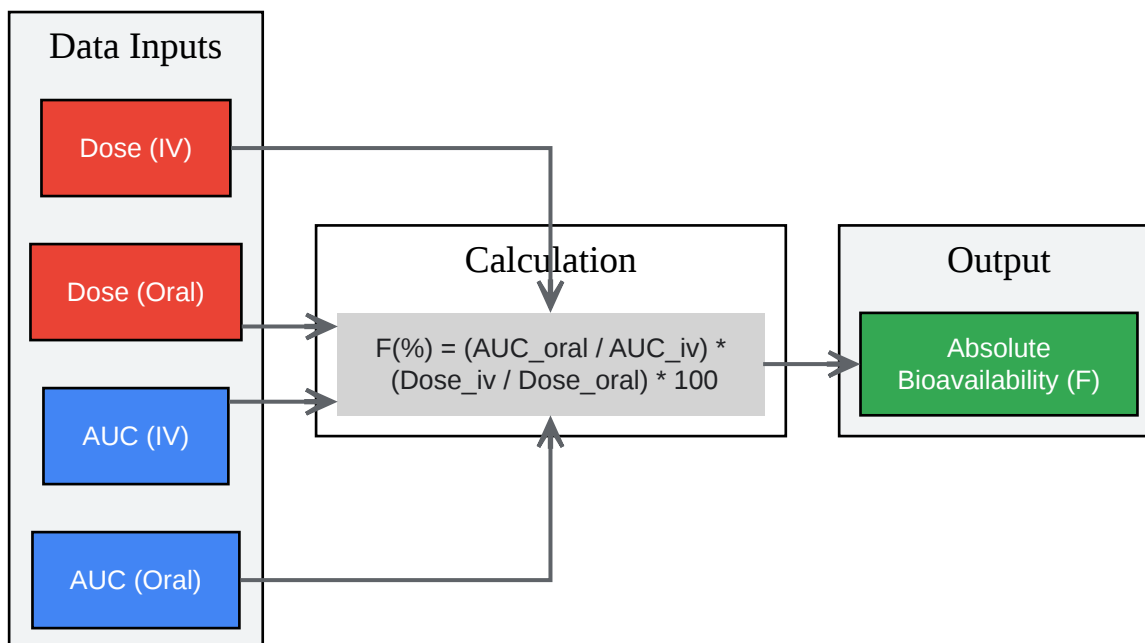 Data Inputs
Dose (IV)
Dose (Oral)
AUC (IV)
AUC (Oral)
Calculation
F(%) = (AUC_oral / AUC_iv) *
(Dose_iv / Dose_oral) * 100
Output
Absolute
Bioavailability (F)